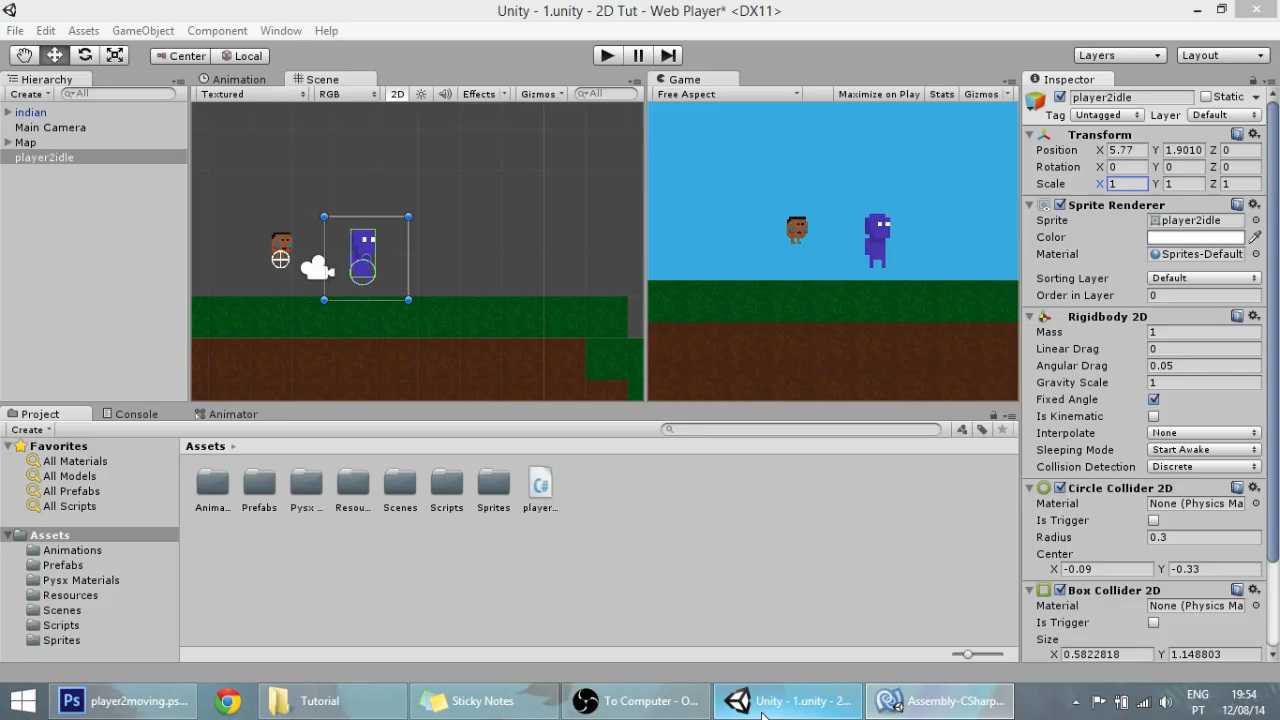 Unity - 1.unity - 2D Tut - Web Player* <DX11>
File Edit Assets GameObject Component Window Help
Center Local Layers Layout
Hierarchy Animation Scene Game Inspector
Create All Textured RGB 2D Effects Gizmos All Free Aspect Maximize on Play Stats Gizmos
player2idle Static
Tag Untagged Layer Default
indian
Main Camera
Map
player2idle
Transform
Position X 5.77 Y 1.9010 Z 0
Rotation X 0 Y 0 Z 0
Scale X 1 Y 1 Z 1
Sprite Renderer
Sprite player2idle
Color
Material Sprites-Default
Sorting Layer Default
Order in Layer 0
Rigidbody 2D
Mass 1
Linear Drag 0
Angular Drag 0.05
Gravity Scale 1
Fixed Angle
Is Kinematic
Interpolate None
Sleeping Mode Start Awake
Collision Detection Discrete
Circle Collider 2D
Material None (Physics Ma
Is Trigger
Radius 0.3
Center
X -0.09 Y -0.33
Box Collider 2D
Material None (Physics Ma
Is Trigger
Size
X 0.5822818 Y 1.148803
Project Console Animator
Create
Favorites
All Materials
All Models
All Prefabs
All Scripts
Assets
Animations
Prefabs
Pysx Materials
Resources
Scenes
Scripts
Sprites
Assets
C#
Anima... Prefabs Pysx ... Resou... Scenes Scripts Sprites player...
Ps player2moving.ps... Tutorial Sticky Notes To Computer - O... Unity - 1.unity - 2... Assembly-CSharp...
ENG 19:54
PT 12/08/14